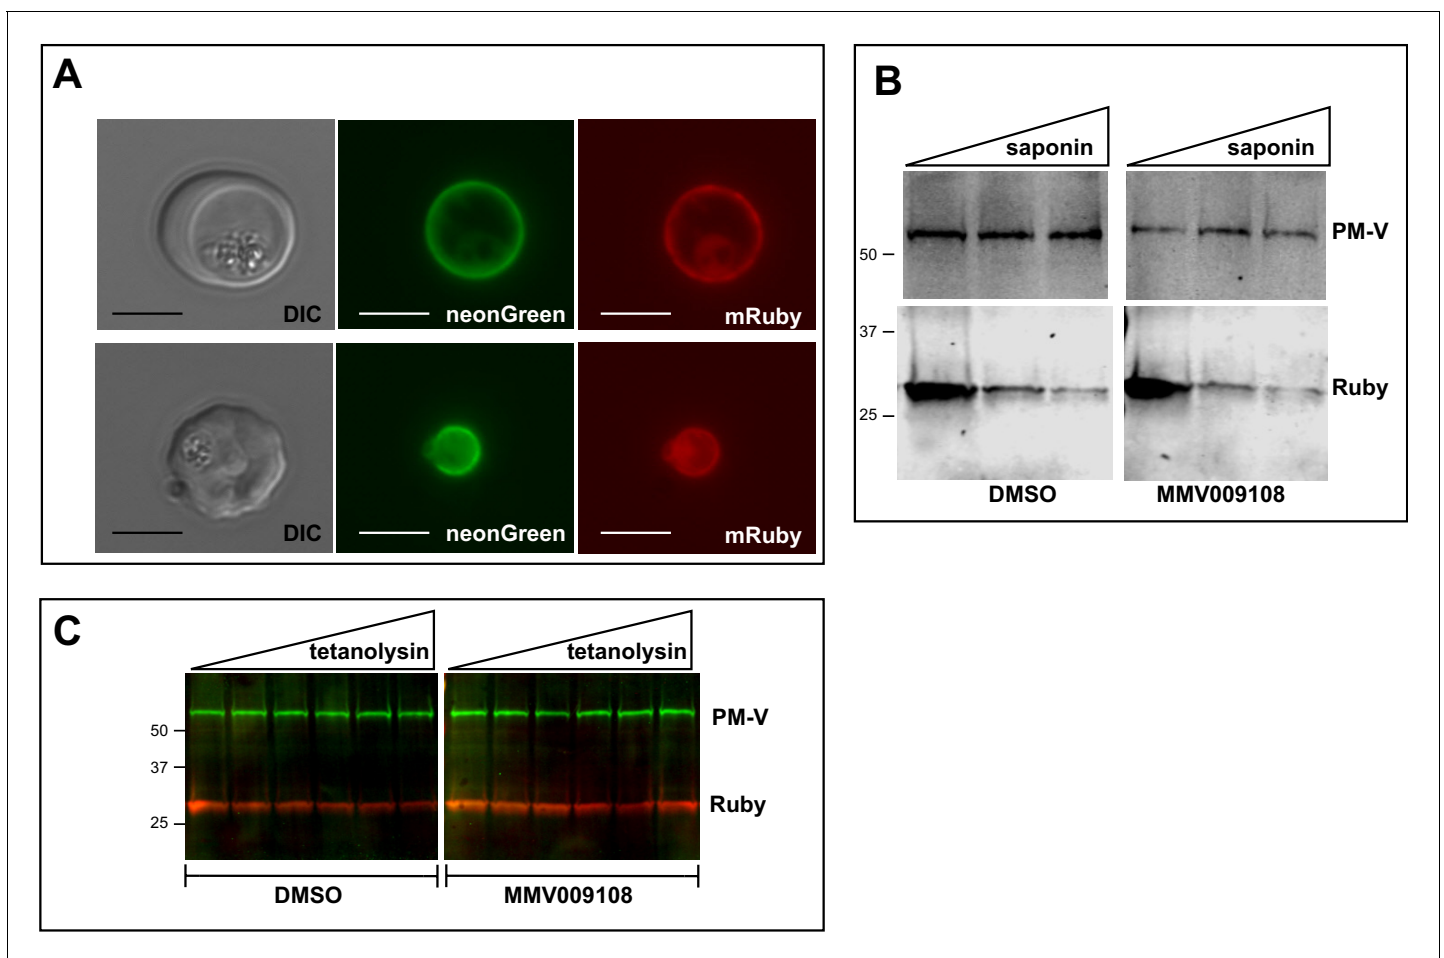 A
DIC
neonGreen
mRuby
DIC
neonGreen
mRuby
B
saponin
saponin
PM-V
50
37
Ruby
25
DMSO
MMV009108
C
tetanolysin
tetanolysin
PM-V
50
37
Ruby
25
DMSO
MMV009108